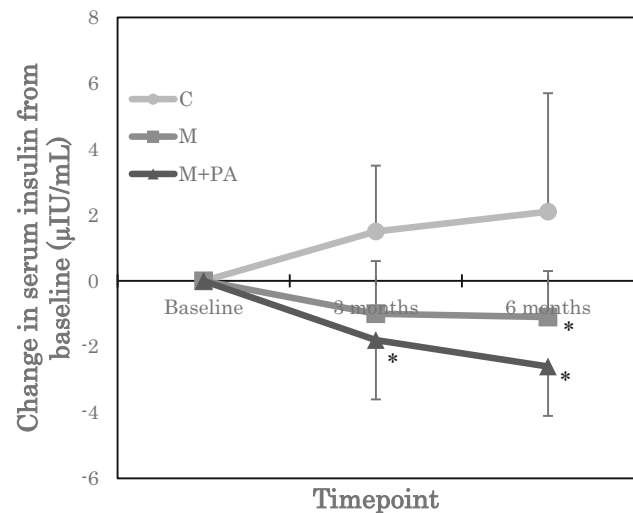 Change in serum insulin from
baseline (µIU/mL)
8
6
4
2
0
-2
-4
-6
C
M
M+PA
Baseline
3 months
6 months
*
*
*
Timepoint